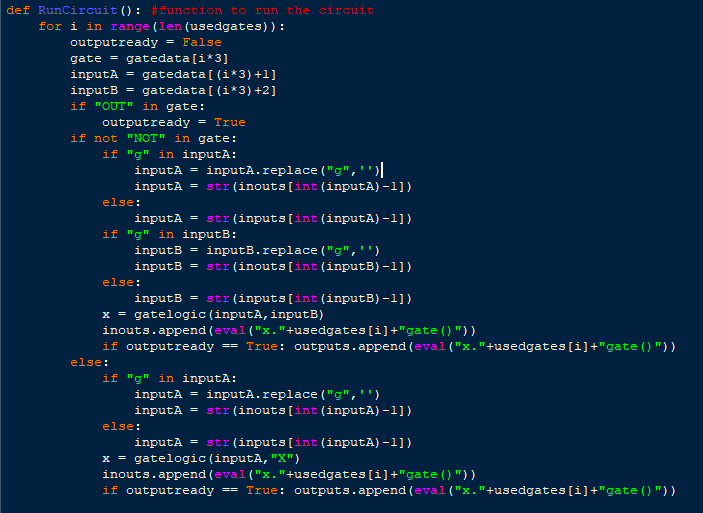 def RunCircuit(): #function to run the circuit
    for i in range(len(usedgates)):
        outputready = False
        gate = gatedata[i*3]
        inputA = gatedata[(i*3)+1]
        inputB = gatedata[(i*3)+2]
        if "OUT" in gate:
            outputready = True
        if not "NOT" in gate:
            if "g" in inputA:
                inputA = inputA.replace("g",'')
                inputA = str(inouts[int(inputA)-1])
            else:
                inputA = str(inputs[int(inputA)-1])
            if "g" in inputB:
                inputB = inputB.replace("g",'')
                inputB = str(inouts[int(inputB)-1])
            else:
                inputB = str(inputs[int(inputB)-1])
            x = gatelogic(inputA,inputB)
            inouts.append(eval("x."+usedgates[i]+"gate()"))
            if outputready == True: outputs.append(eval("x."+usedgates[i]+"gate()"))
        else:
            if "g" in inputA:
                inputA = inputA.replace("g",'')
                inputA = str(inouts[int(inputA)-1])
            else:
                inputA = str(inputs[int(inputA)-1])
            x = gatelogic(inputA,"X")
            inouts.append(eval("x."+usedgates[i]+"gate()"))
            if outputready == True: outputs.append(eval("x."+usedgates[i]+"gate()"))